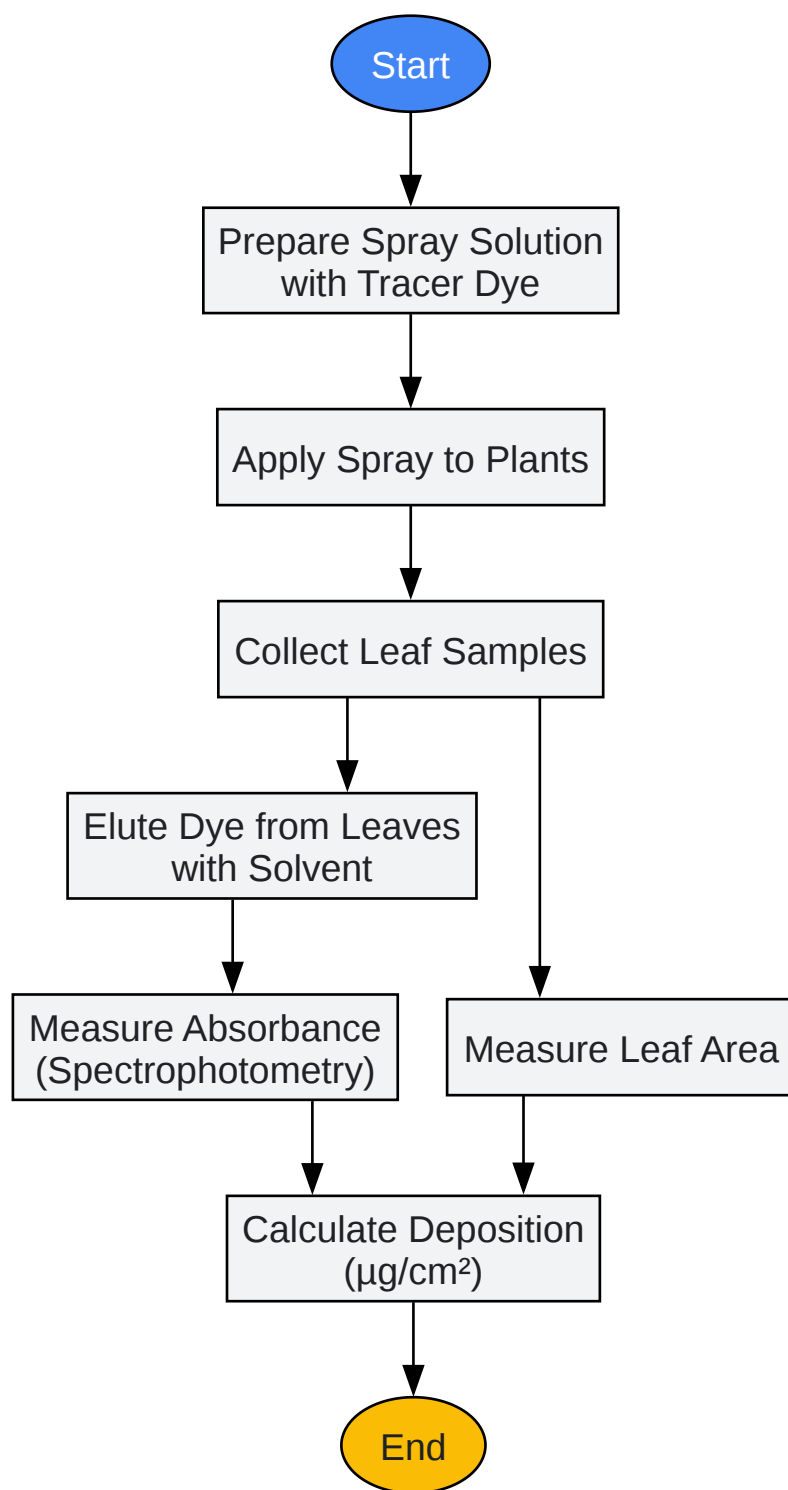 Start
Prepare Spray Solution
with Tracer Dye
Apply Spray to Plants
Collect Leaf Samples
Elute Dye from Leaves
with Solvent
Measure Absorbance
(Spectrophotometry)
Measure Leaf Area
Calculate Deposition
(µg/cm²)
End